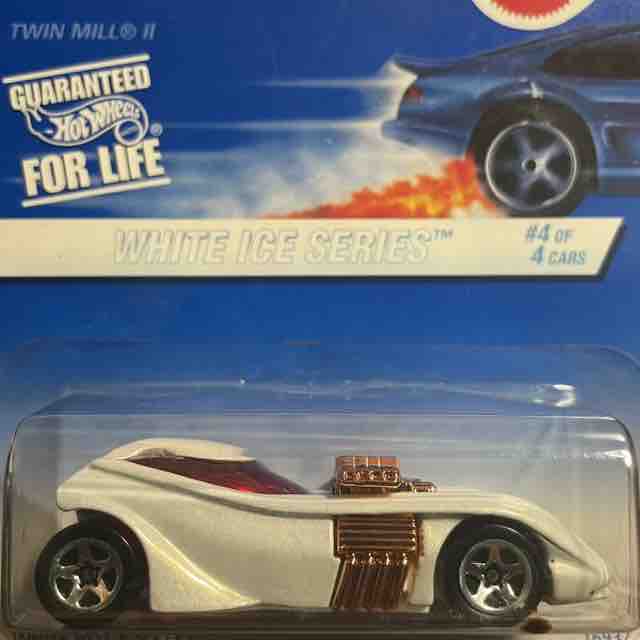 TWIN MILL® II
GUARANTEED
Hot Wheels®
FOR LIFE
WHITE ICE SERIES™
#4 OF
4 CARS